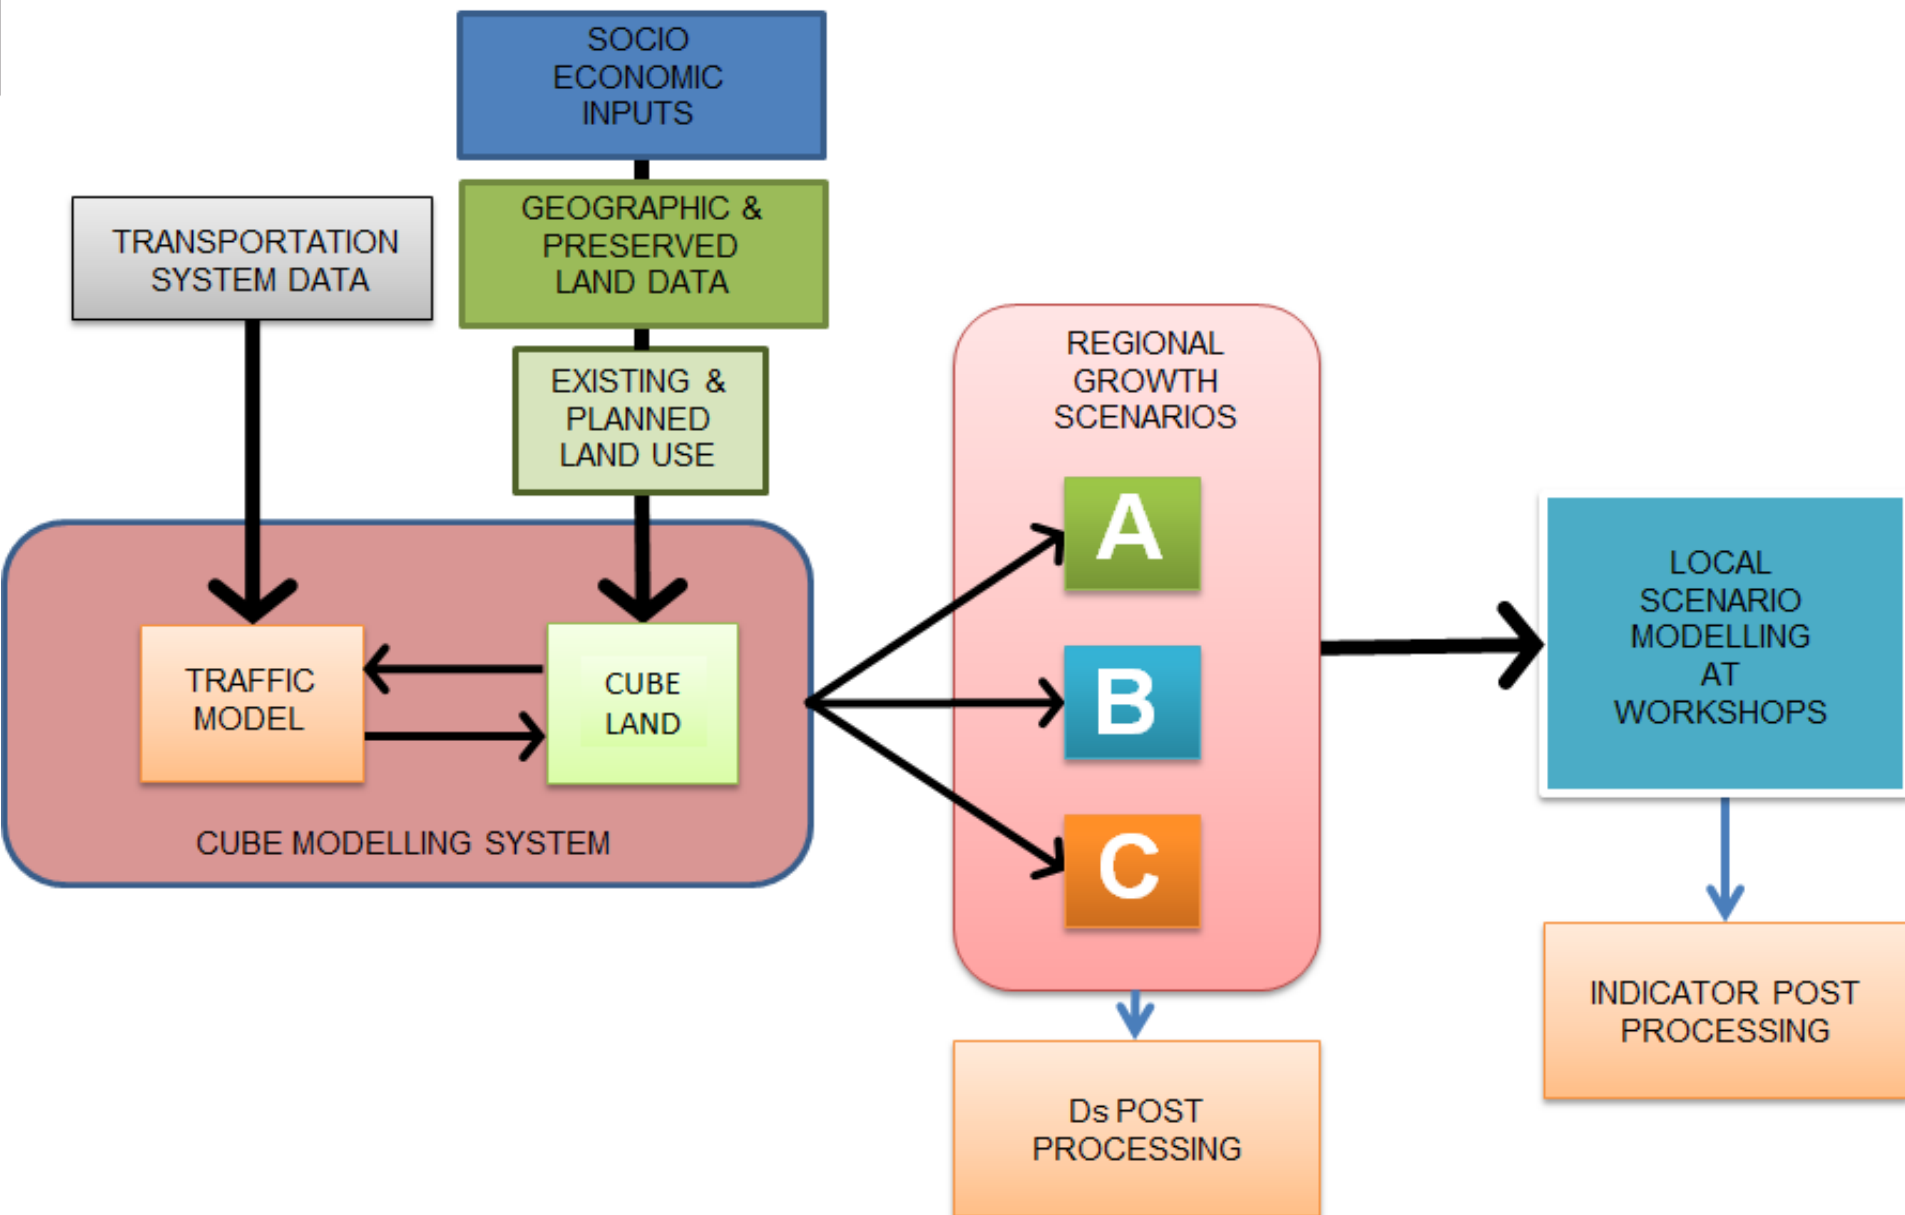 SOCIO
ECONOMIC
INPUTS
GEOGRAPHIC &
PRESERVED
LAND DATA
TRANSPORTATION
SYSTEM DATA
EXISTING &
PLANNED
LAND USE
TRAFFIC
MODEL
CUBE
LAND
CUBE MODELLING SYSTEM
REGIONAL
GROWTH
SCENARIOS
A
B
C
LOCAL
SCENARIO
MODELLING
AT
WORKSHOPS
Ds POST
PROCESSING
INDICATOR POST
PROCESSING